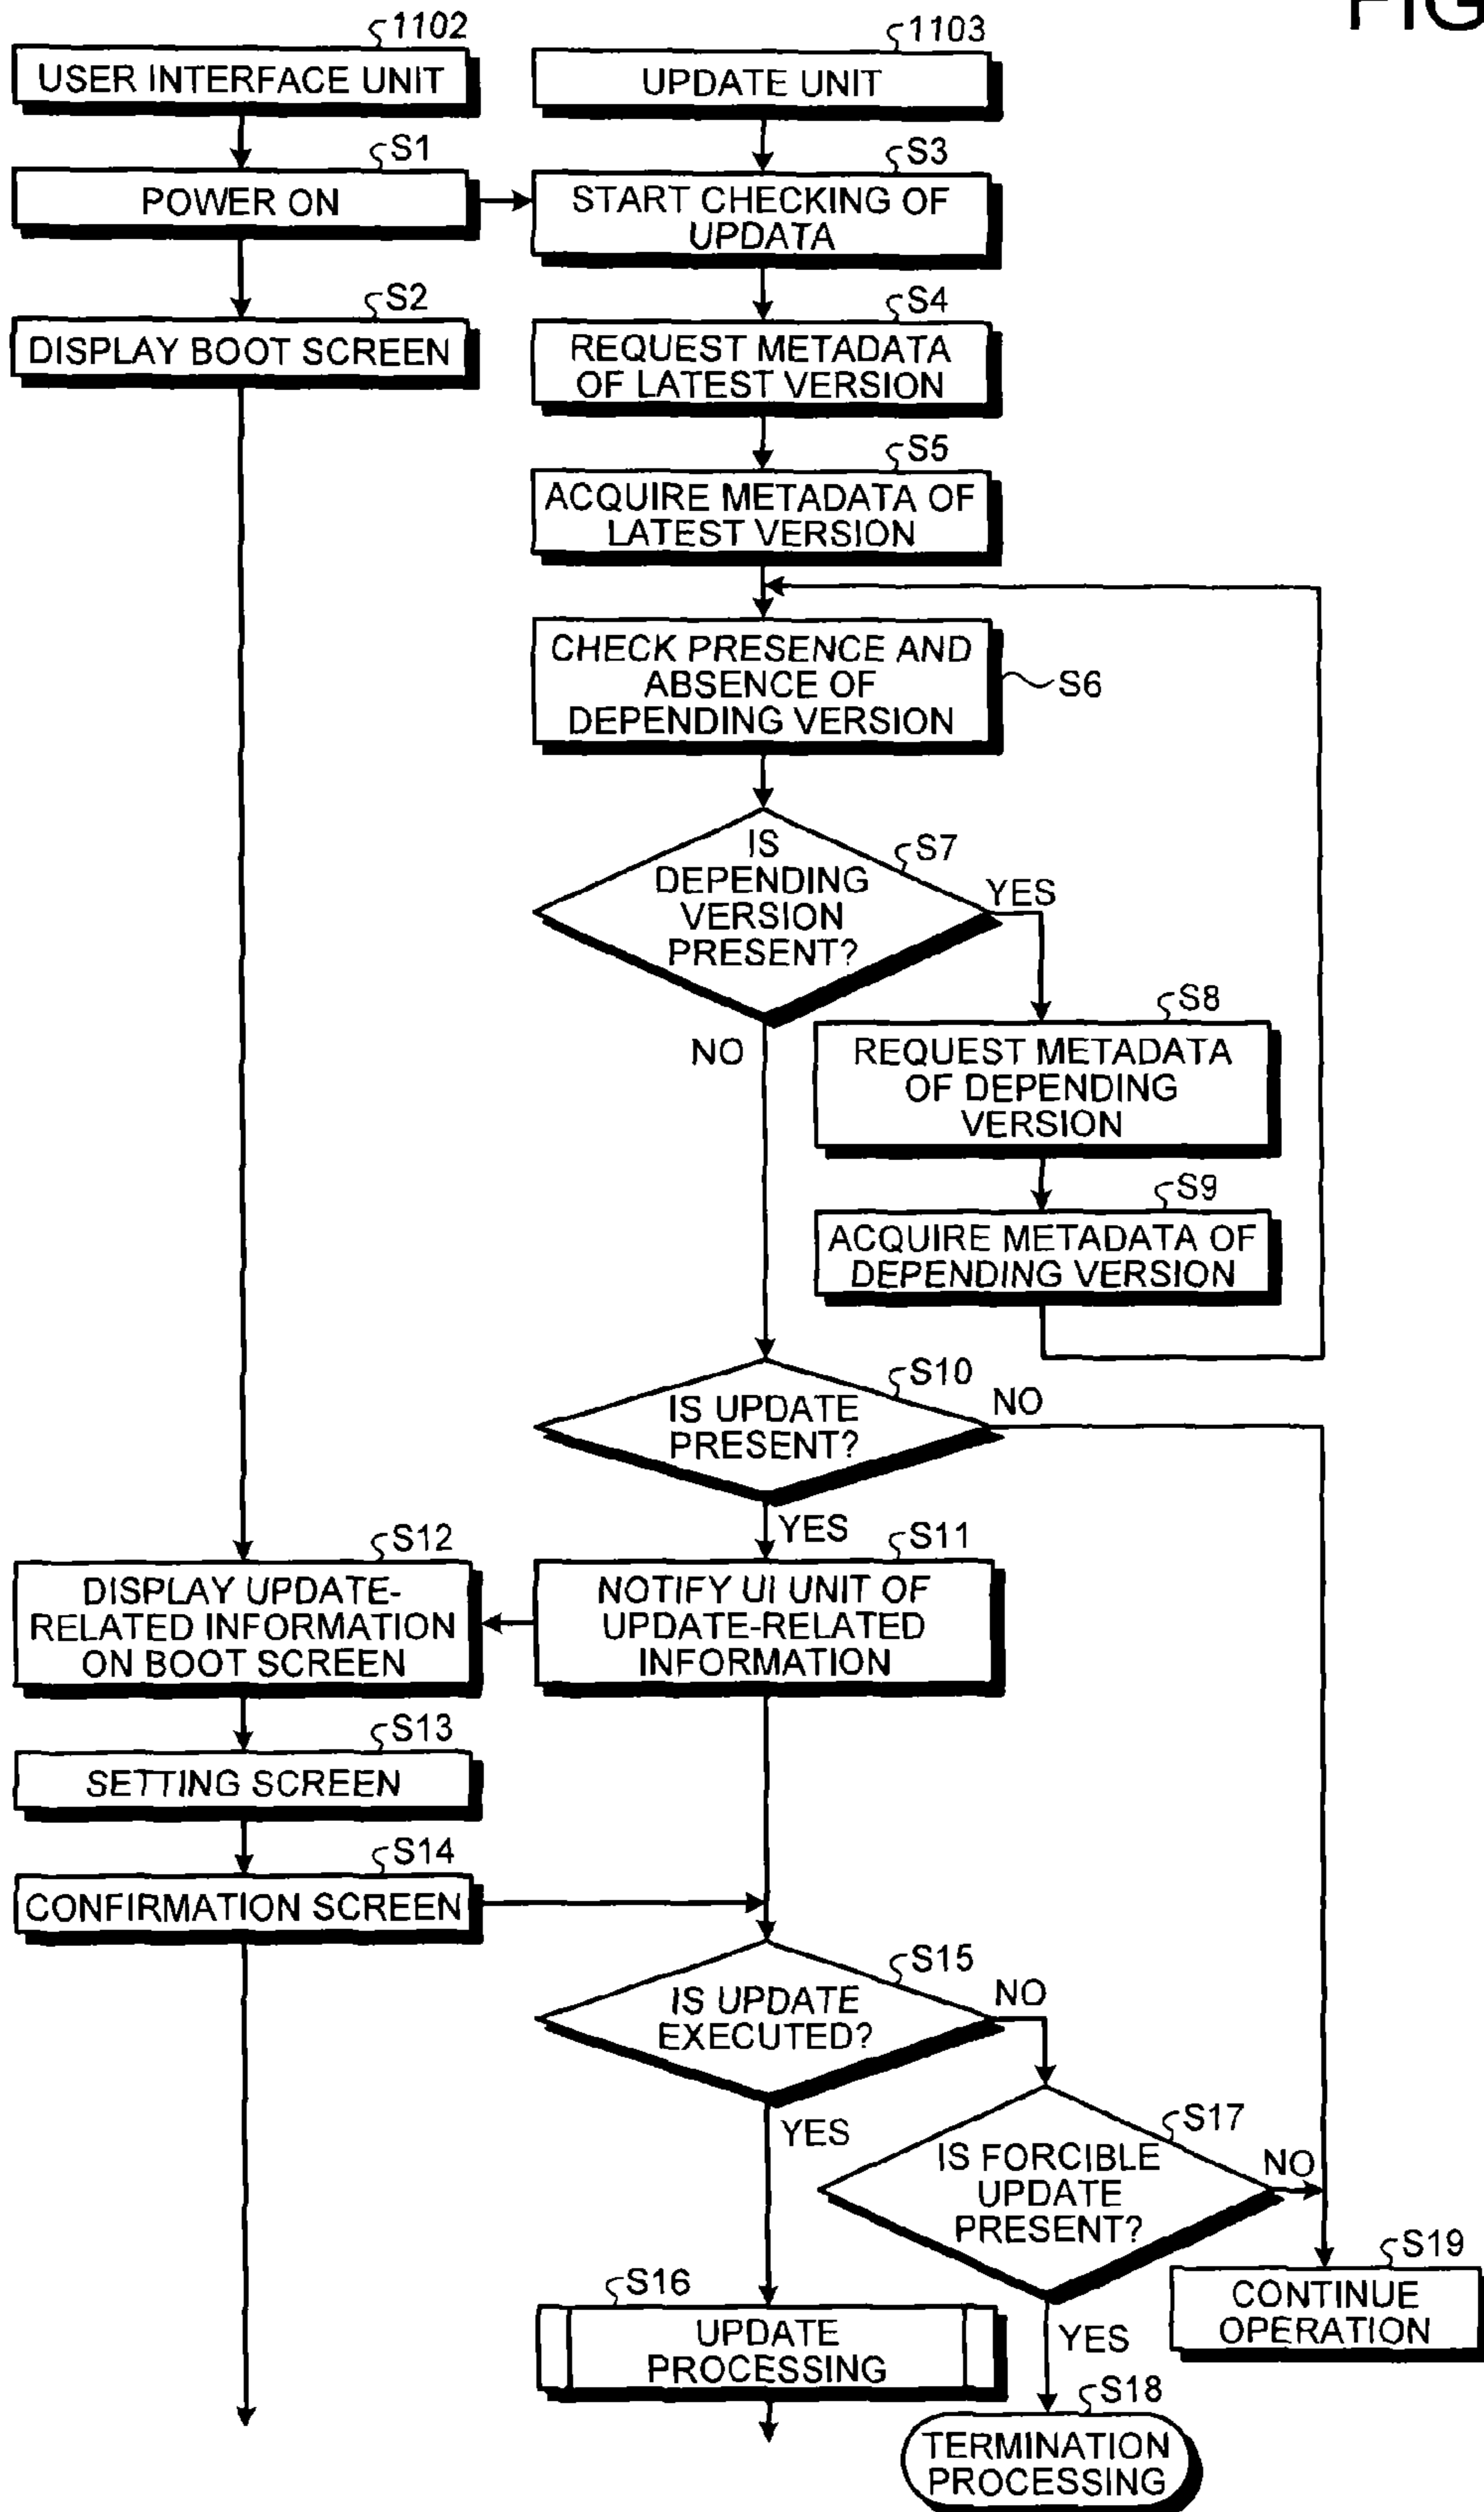 FIG
1102
USER INTERFACE UNIT
1103
UPDATE UNIT
S1
POWER ON
S3
START CHECKING OF
UPDATA
S2
DISPLAY BOOT SCREEN
S4
REQUEST METADATA
OF LATEST VERSION
S5
ACQUIRE METADATA OF
LATEST VERSION
CHECK PRESENCE AND
ABSENCE OF
DEPENDING VERSION
S6
S7
IS
DEPENDING
VERSION
PRESENT?
YES
NO
S8
REQUEST METADATA
OF DEPENDING
VERSION
S9
ACQUIRE METADATA OF
DEPENDING VERSION
S10
IS UPDATE
PRESENT?
NO
YES
S12
DISPLAY UPDATE-
RELATED INFORMATION
ON BOOT SCREEN
S11
NOTIFY UI UNIT OF
UPDATE-RELATED
INFORMATION
S13
SETTING SCREEN
S14
CONFIRMATION SCREEN
S15
IS UPDATE
EXECUTED?
NO
YES
S17
IS FORCIBLE
UPDATE
PRESENT?
NO
YES
S16
UPDATE
PROCESSING
S19
CONTINUE
OPERATION
S18
TERMINATION
PROCESSING